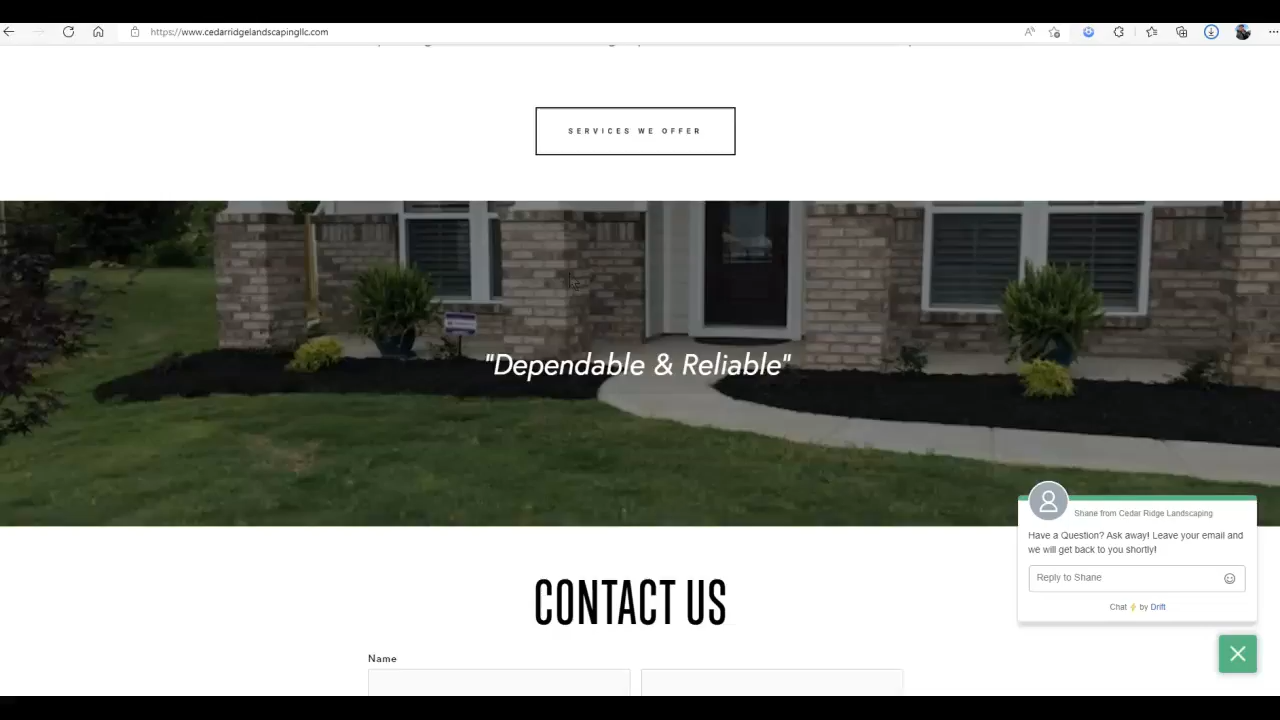 https://www.cedarridgelandscapingllc.com
SERVICES WE OFFER
"Dependable & Reliable"
Shane from Cedar Ridge Landscaping
Have a Question? Ask away! Leave your email and
we will get back to you shortly!
Reply to Shane
Chat ⚡ by Drift
CONTACT US
Name